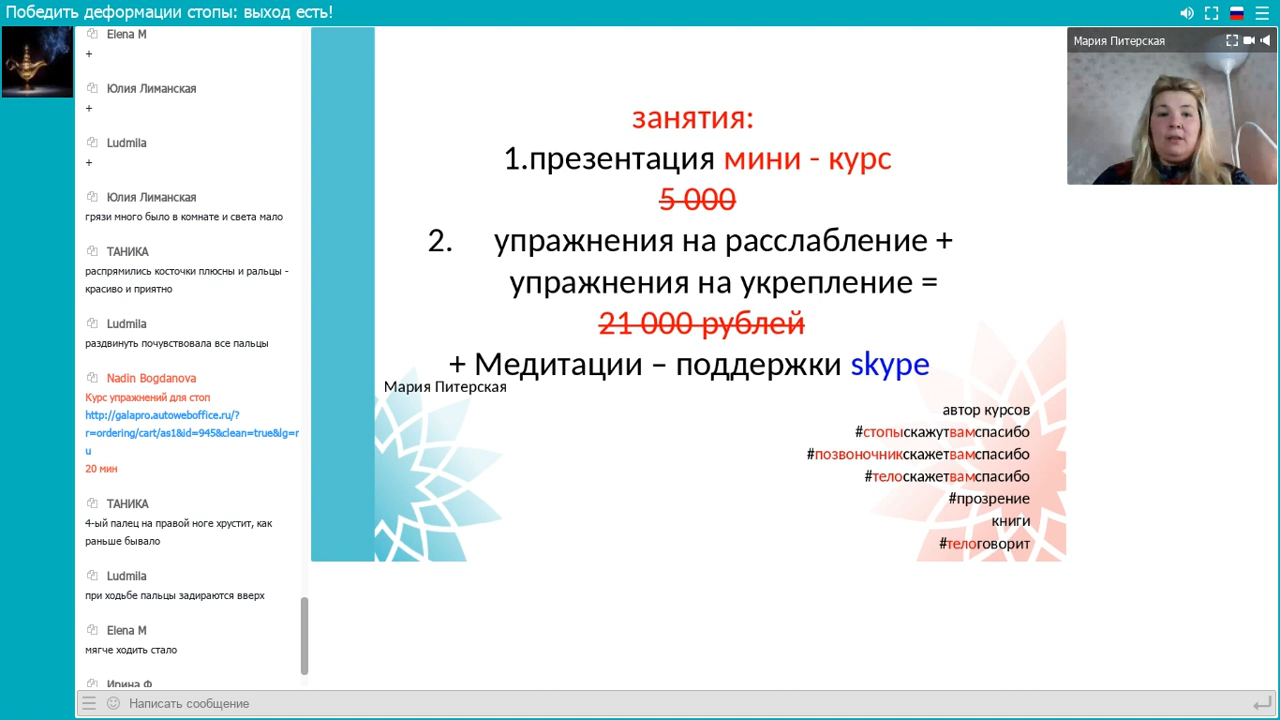 Победить деформации стопы: выход есть!
Elena M
+
Юлия Лиманская
+
Ludmila
+
Юлия Лиманская
грязи много было в комнате и света мало
ТАНИКА
распрямились косточки плюсны и ральцы -
красиво и приятно
Ludmila
раздвинуть почувствовала все пальцы
Nadin Bogdanova
Курс упражнений для стоп
http://galapro.autoweboffice.ru/?
r=ordering/cart/as1&id=945&clean=true&lg=r
u
20 мин
ТАНИКА
4-ый палец на правой ноге хрустит, как
раньше бывало
Ludmila
при ходьбе пальцы задираются вверх
Elena M
мягче ходить стало
Ирина Ф
Написать сообщение
занятия:
1.презентация мини - курс
5 000
2. упражнения на расслабление +
упражнения на укрепление =
21 000 рублей
+ Медитации – поддержки skype
Мария Питерская
автор курсов
#стопыскажутвамспасибо
#позвоночникскажетвамспасибо
#телоскажетвамспасибо
#прозрение
книги
#телоговорит
Мария Питерская